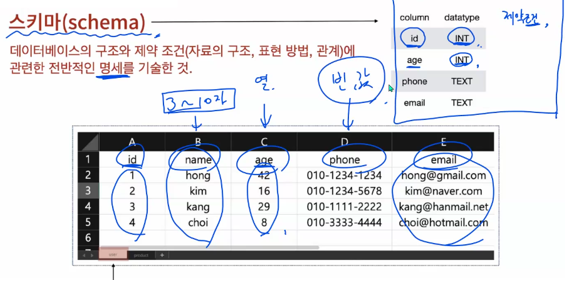 스키마(schema)
데이터베이스의 구조와 제약 조건(자료의 구조, 표현 방법, 관계)에
관련한 전반적인 명세를 기술한 것.
column datatype
id INT
age INT
phone TEXT
email TEXT
제약조건,
3~10자
열.
빈 값
A B C D E
1 id name age phone email
2 1 hong 42 010-1234-1234 hong@gmail.com
3 2 kim 16 010-1234-5678 kim@naver.com
4 3 kang 29 010-1111-2222 kang@hanmail.net
5 4 choi 8 010-3333-4444 choi@hotmail.com
6
7
product